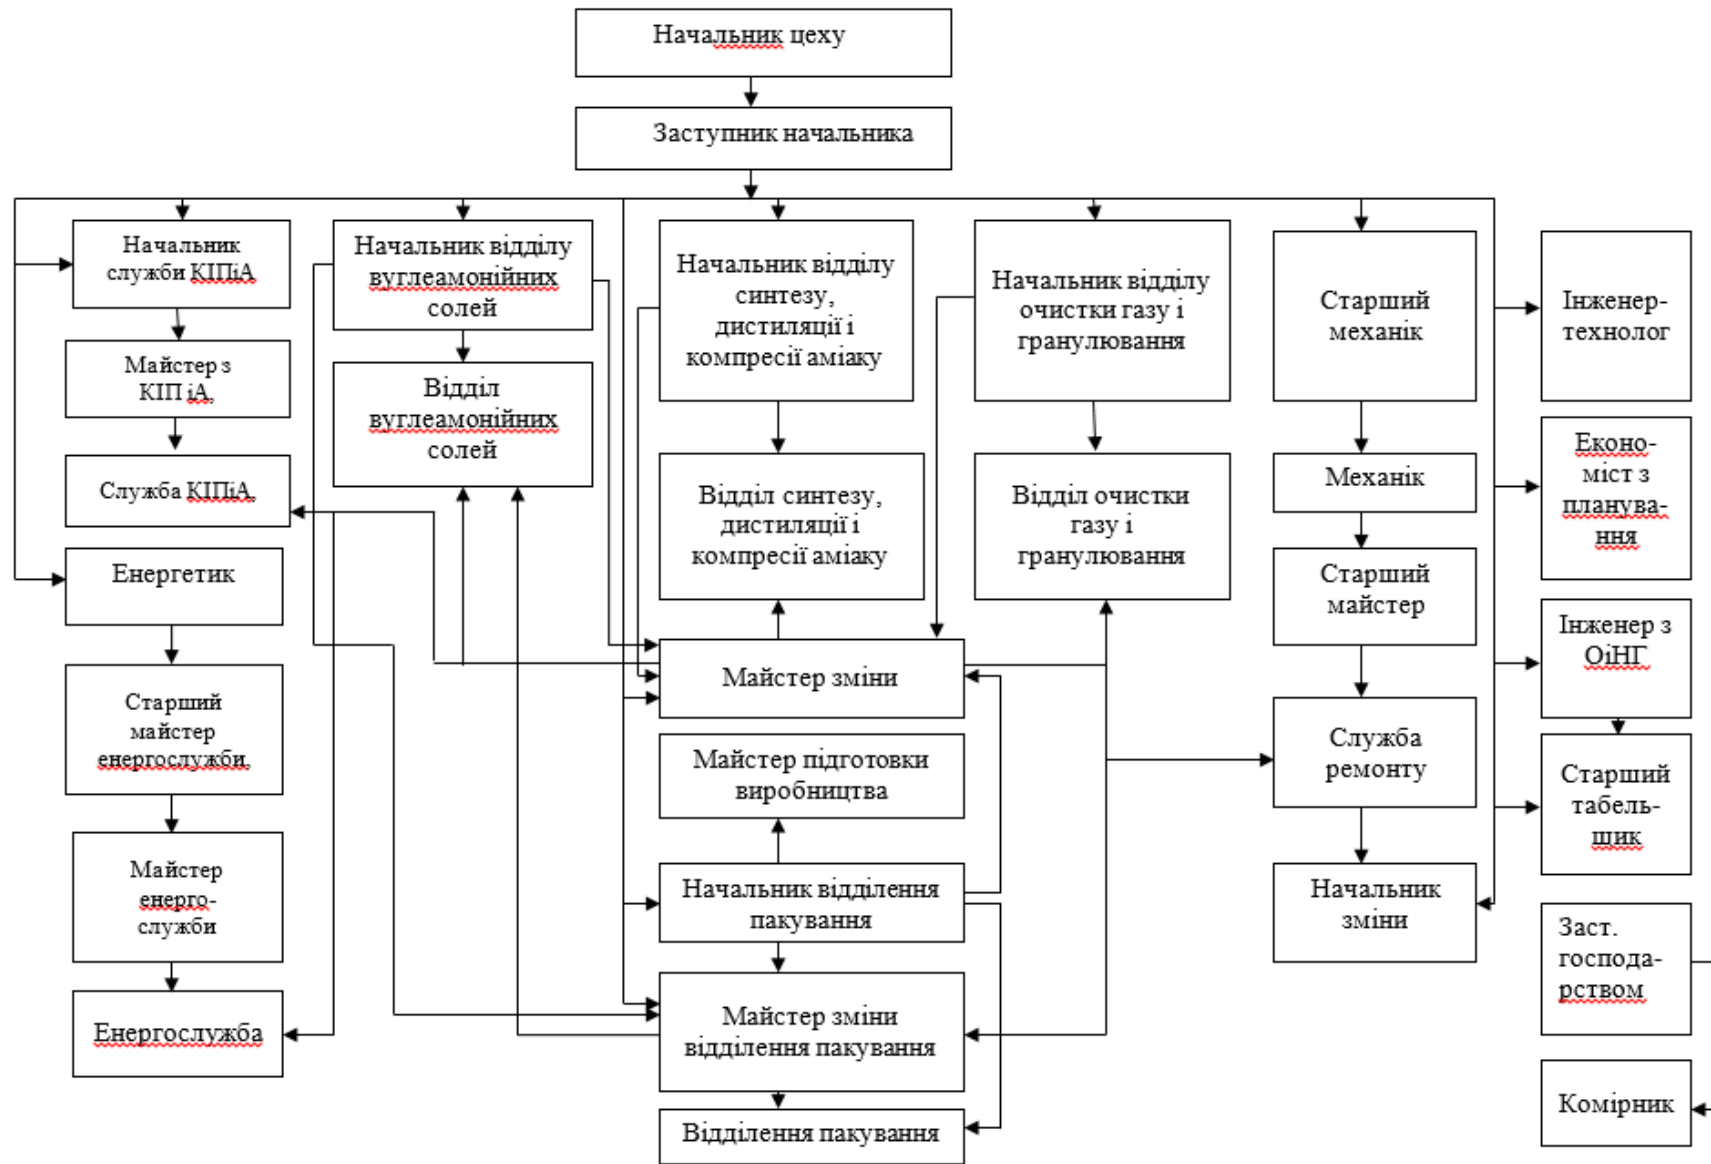 Начальник цеху
Заступник начальника
Начальник
служби КІПіА
Майстер з
КІП іА.
Служба КІПіА.
Енергетик
Старший
майстер
енергослужби.
Майстер
енерго-
служби
Енергослужба
Начальник відділу
вуглеамонійних
солей
Відділ
вуглеамонійних
солей
Начальник відділу
синтезу,
дистиляції і
компресії аміаку
Відділ синтезу,
дистиляції і
компресії аміаку
Майстер зміни
Майстер підготовки
виробництва
Начальник відділення
пакування
Майстер зміни
відділення пакування
Відділення пакування
Начальник відділу
очистки газу і
гранулювання
Відділ очистки
газу і
гранулювання
Старший
механік
Механік
Старший
майстер
Служба
ремонту
Начальник
зміни
Інженер-
технолог
Еконо-
міст з
планува-
ння
Інженер з
ОіНГ
Старший
табель-
щик
Заст.
господа-
рством
Комірник